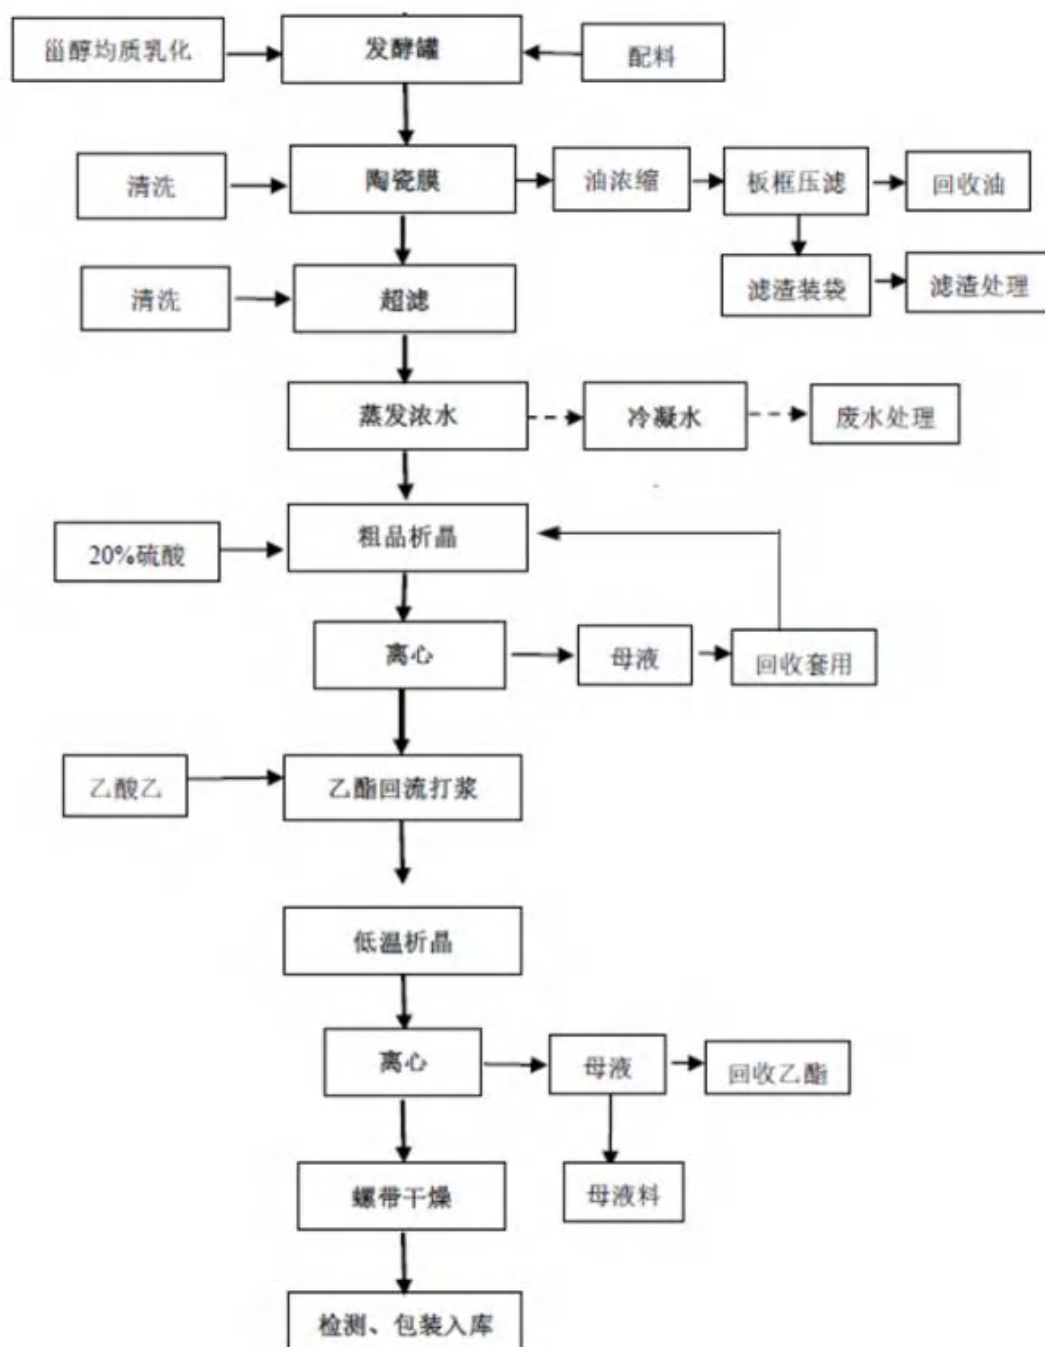 甾醇均质乳化
发酵罐
配料
清洗
陶瓷膜
油浓缩
板框压滤
回收油
清洗
超滤
滤渣装袋
滤渣处理
蒸发浓水
冷凝水
废水处理
20%硫酸
粗品析晶
离心
母液
回收套用
乙酸乙
乙酯回流打浆
低温析晶
离心
母液
回收乙酯
螺带干燥
母液料
检测、包装入库